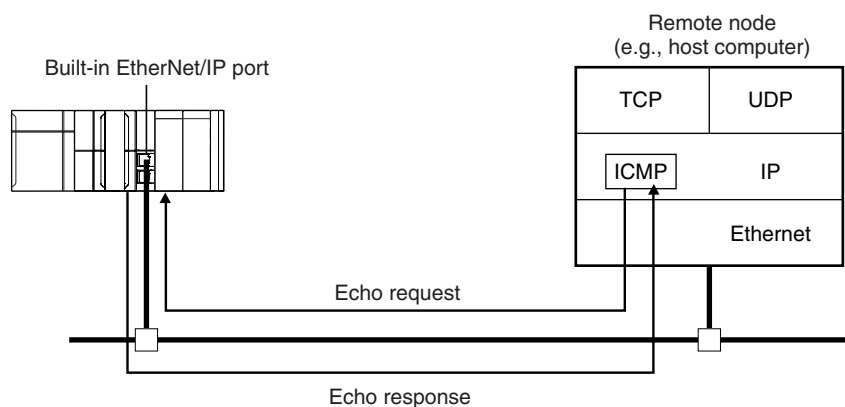 Remote node
(e.g., host computer)
Built-in EtherNet/IP port
TCP
UDP
ICMP
IP
Ethernet
Echo request
Echo response